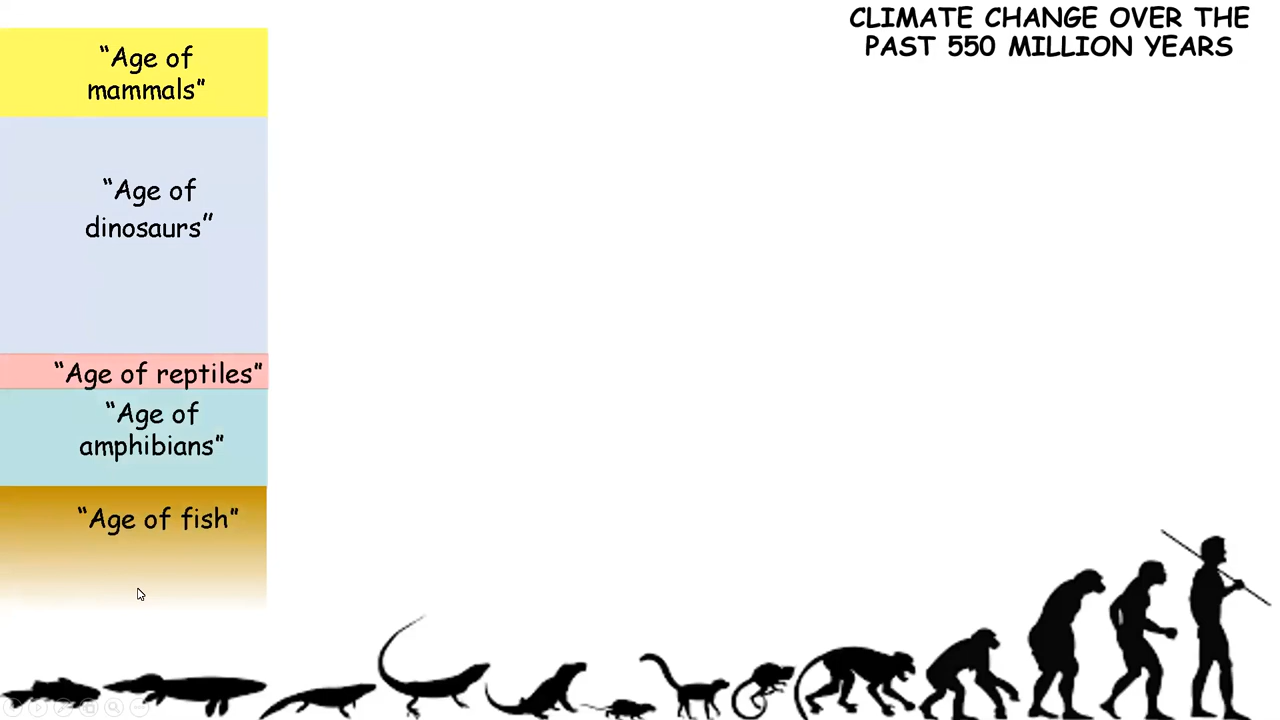 CLIMATE CHANGE OVER THE
PAST 550 MILLION YEARS
“Age of
mammals”
“Age of
dinosaurs”
“Age of reptiles”
“Age of
amphibians”
“Age of fish”